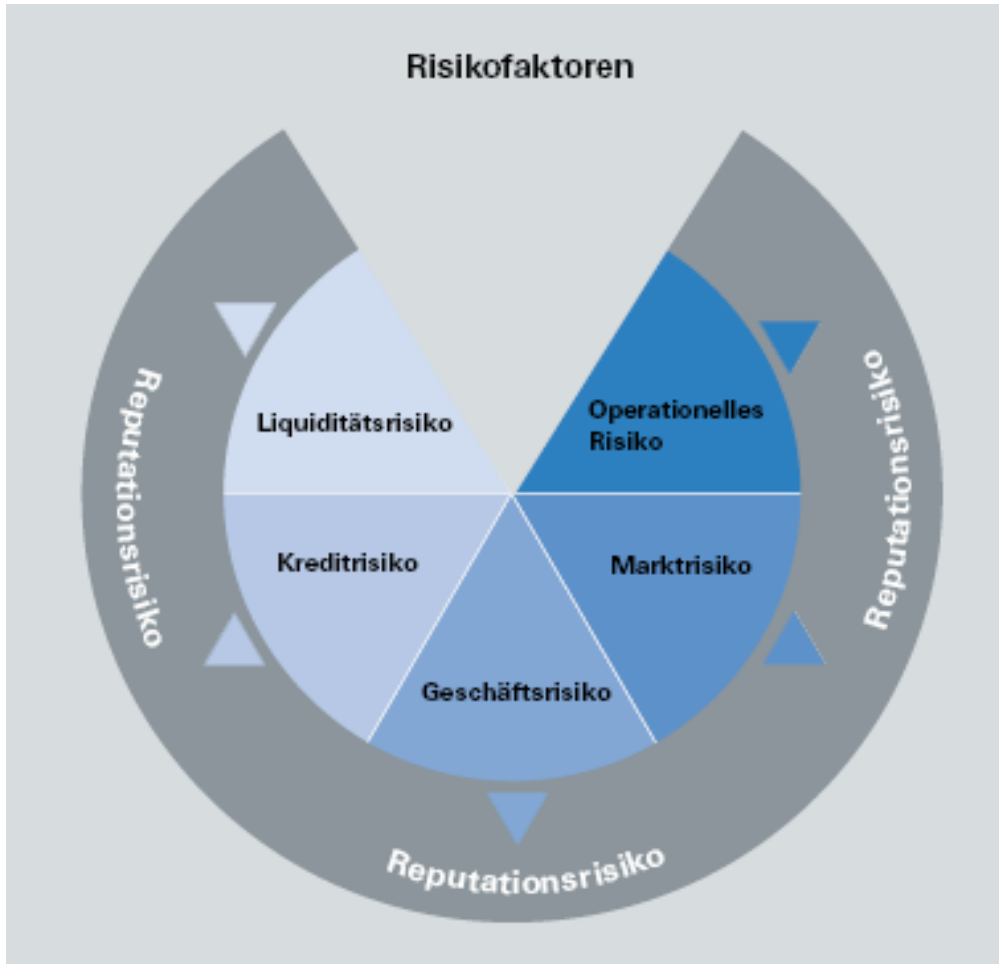 Risikofaktoren
Liquiditätsrisiko
Operationelles
Risiko
Kreditrisiko
Marktrisiko
Geschäftsrisiko
Reputationsrisiko
Reputationsrisiko
Reputationsrisiko